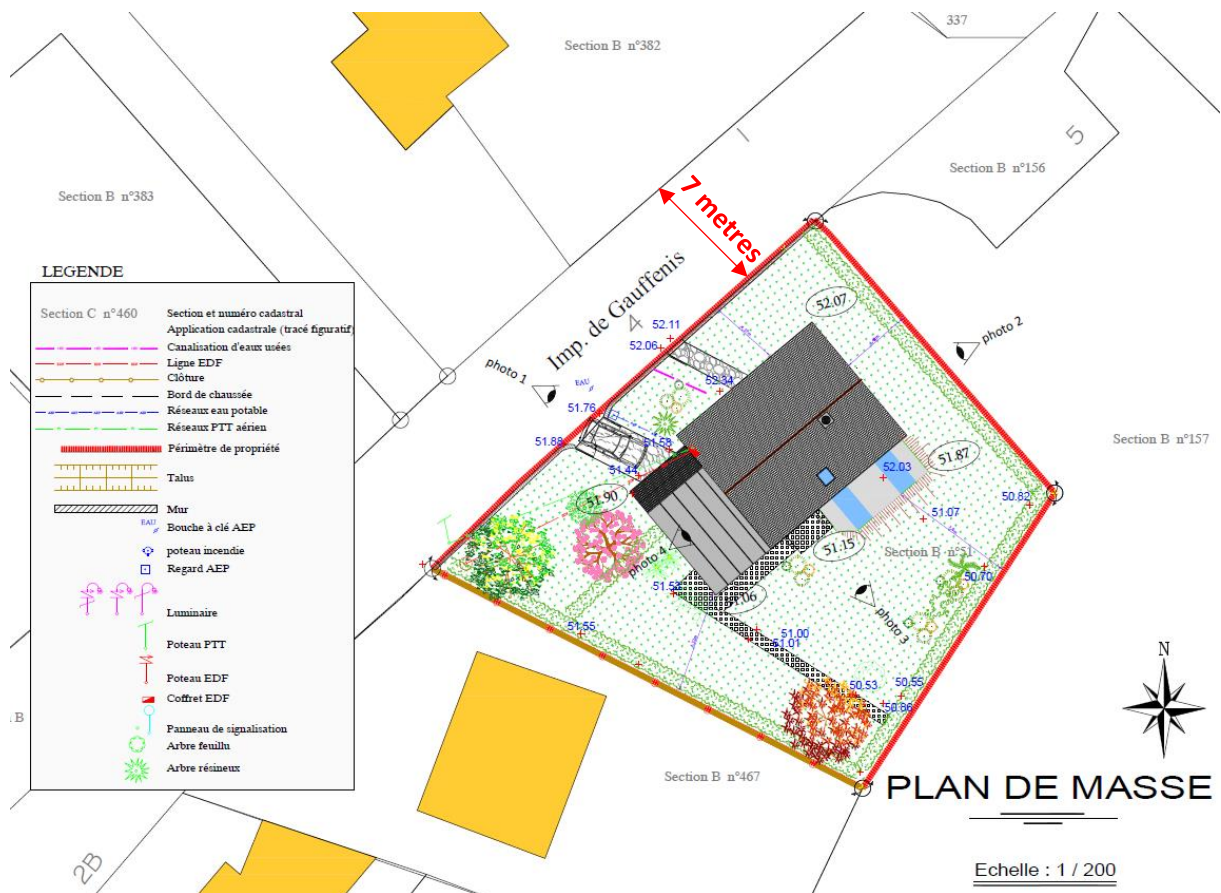 337
Section B n°382
1
5
Section B n°156
Section B n°383
7 metres
LEGENDE
Section C n°460
Section et numéro cadastral
Application cadastrale (tracé figuratif)
Canalisation d'eaux usées
Ligne EDF
Clôture
Bord de chaussée
Réseaux eau potable
Réseaux PTT aérien
Périmètre de propriété
Talus
Mur
EAU
Bouche à clé AEP
poteau incendie
Regard AEP
Luminaire
Poteau PTT
Poteau EDF
Coffret EDF
Panneau de signalisation
Arbre feuillu
Arbre résineux
Imp. de Gauffenis
4
52.07
52.11
52.06
photo 2
photo 1
EAU
52.34
51.76
51.88
51.58
51.44
Section B n°157
51.87
52.03
51.90
50.82
51.07
51.15
Section B n°51
photo 4
51.52
50.70
photo 3
51.00
51.01
51.55
50.53
50.55
50.86
N
Section B n°467
PLAN DE MASSE
2B
Echelle : 1 / 200